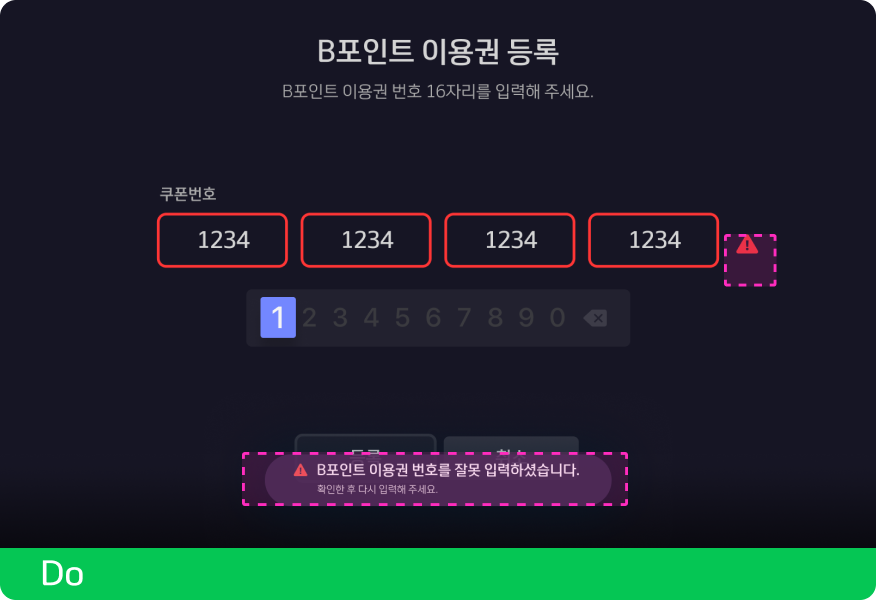 B포인트 이용권 등록
B포인트 이용권 번호 16자리를 입력해 주세요.
쿠폰번호
1234 1234 1234 1234
1 2 3 4 5 6 7 8 9 0
등록 취소
B포인트 이용권 번호를 잘못 입력하셨습니다.
확인한 후 다시 입력해 주세요.
Do